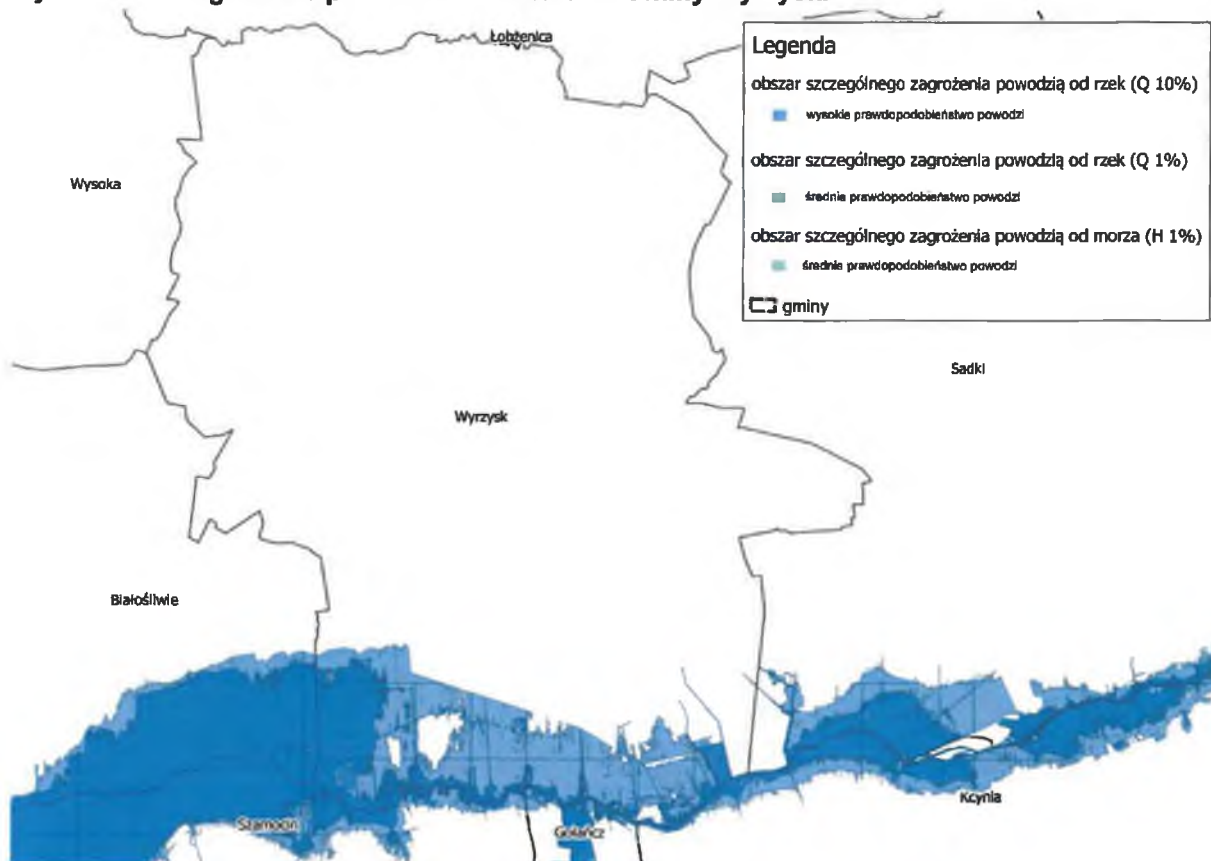 Łobżenica
Legenda
obszar szczególnego zagrożenia powodzią od rzek (Q 10%)
wysokie prawdopodobieństwo powodzi
obszar szczególnego zagrożenia powodzią od rzek (Q 1%)
średnie prawdopodobieństwo powodzi
obszar szczególnego zagrożenia powodzią od morza (H 1%)
średnie prawdopodobieństwo powodzi
gminy
Wysoka
Sadki
Wyrzysk
Białośliwie
Kcynia
Szamocin
Gołańcz